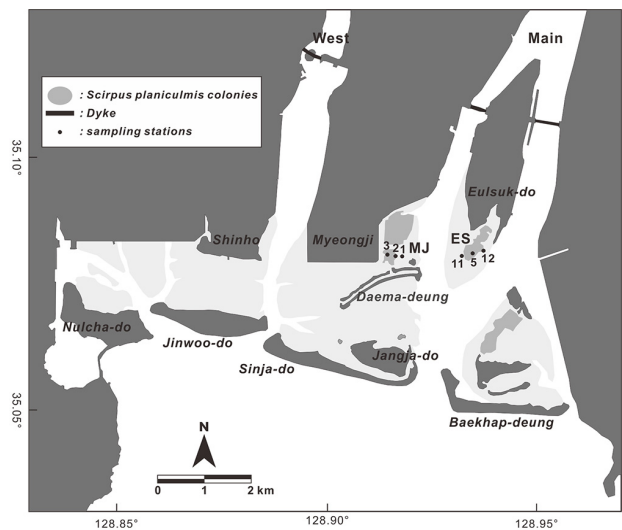 West
Main
: Scirpus planiculmis colonies
: Dyke
: sampling stations
35.10°
Eulsuk-do
Shinho
Myeongji
MJ
ES
3 2 1
11 5 12
Daema-deung
Nulcha-do
Jinwoo-do
Jangja-do
Sinja-do
35.05°
Baekhap-deung
N
0 1 2 km
128.85°
128.90°
128.95°